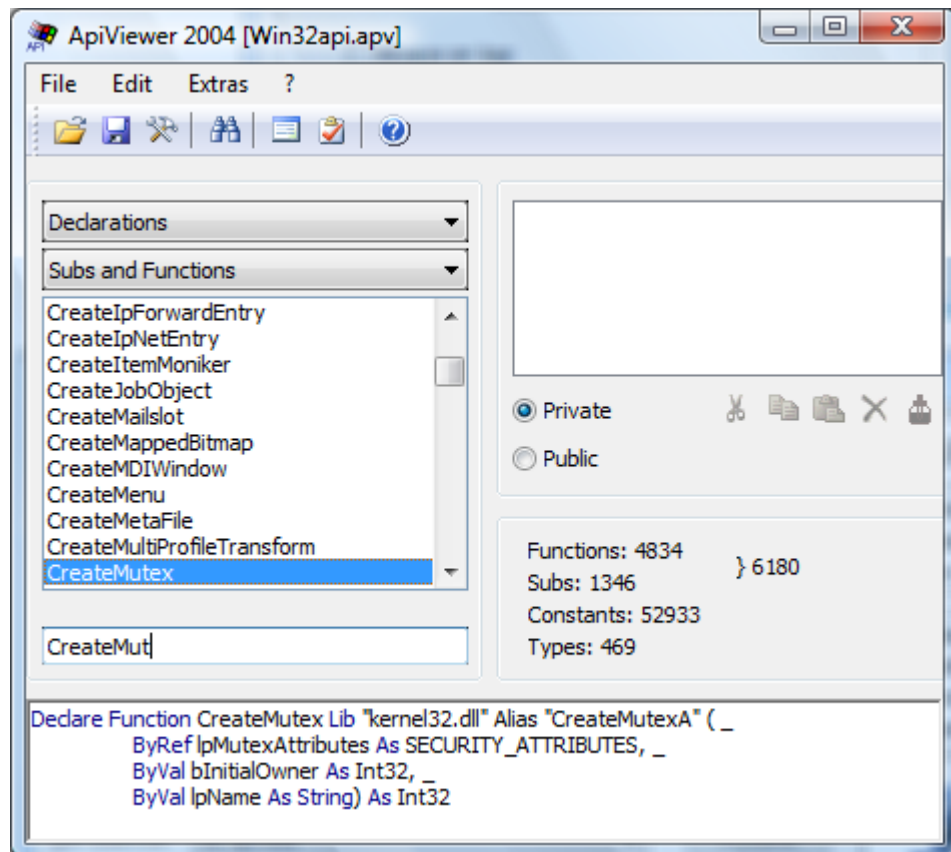 ApiViewer 2004 [Win32api.apv]
File Edit Extras ?
Declarations
Subs and Functions
CreateIpForwardEntry
CreateIpNetEntry
CreateItemMoniker
CreateJobObject
CreateMailslot
CreateMappedBitmap
CreateMDIWindow
CreateMenu
CreateMetaFile
CreateMultiProfileTransform
CreateMutex
CreateMut
Private
Public
Functions: 4834
Subs: 1346
} 6180
Constants: 52933
Types: 469
Declare Function CreateMutex Lib "kernel32.dll" Alias "CreateMutexA" ( _
ByRef lpMutexAttributes As SECURITY_ATTRIBUTES, _
ByVal bInitialOwner As Int32, _
ByVal lpName As String) As Int32